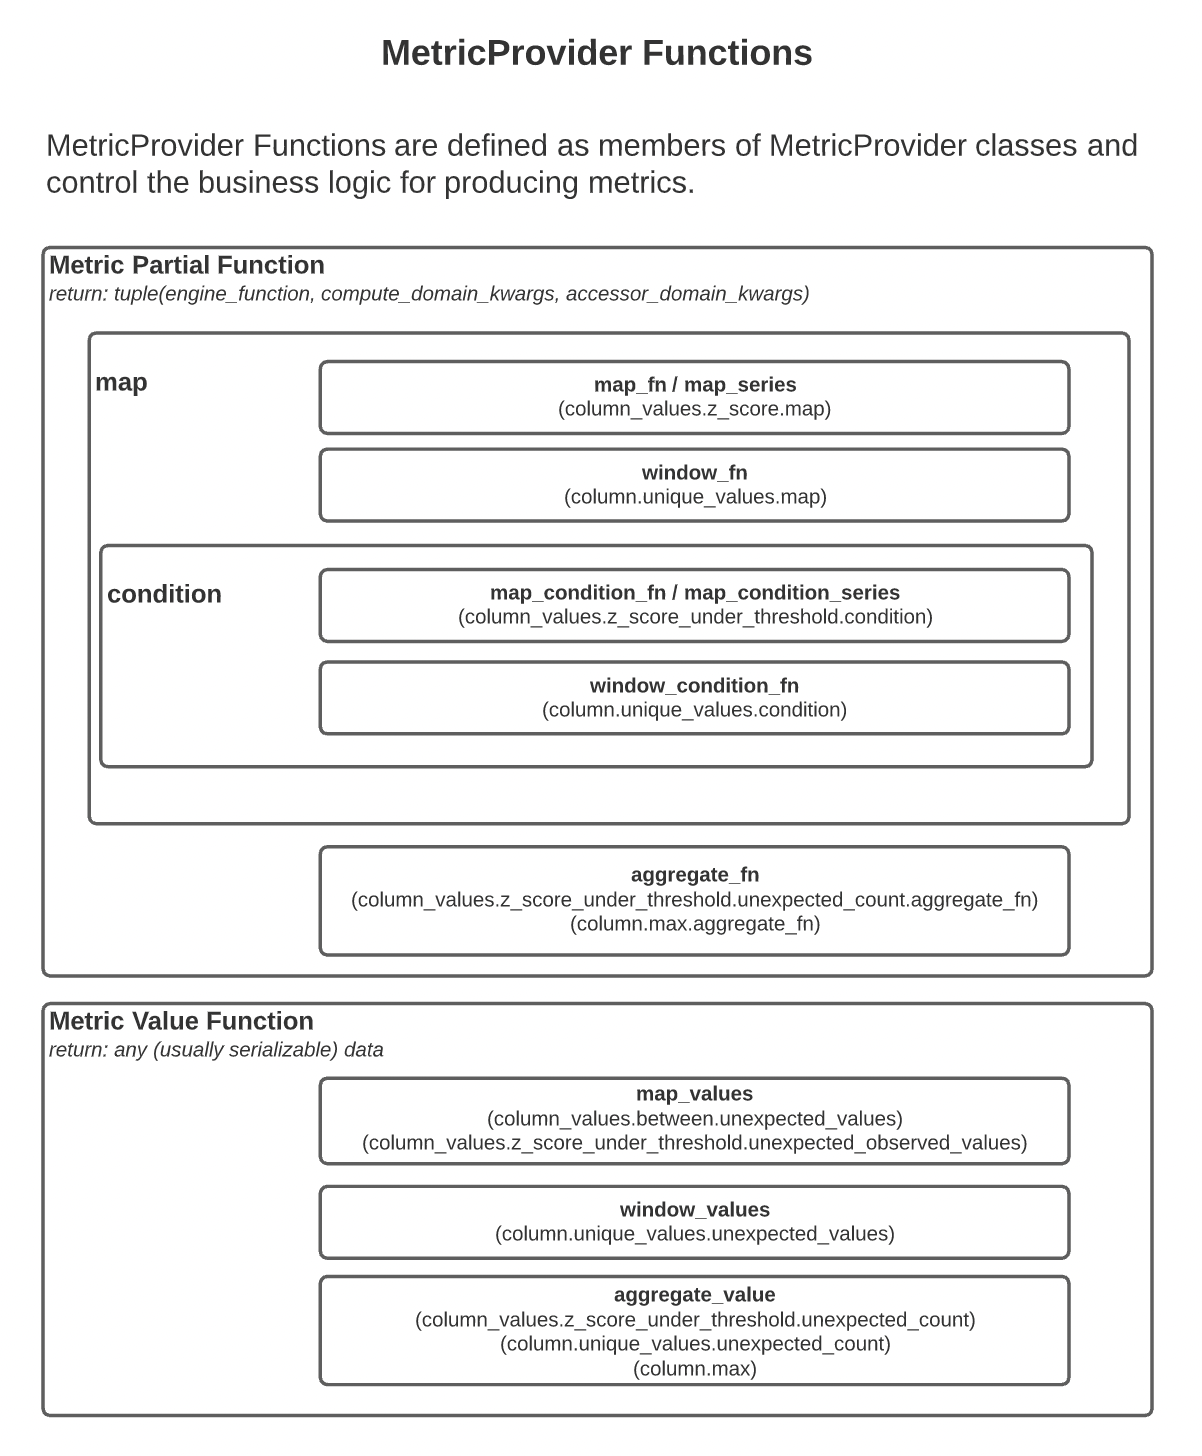 MetricProvider Functions
MetricProvider Functions are defined as members of MetricProvider classes and
control the business logic for producing metrics.
Metric Partial Function
return: tuple(engine_function, compute_domain_kwargs, accessor_domain_kwargs)
map
map_fn / map_series
(column_values.z_score.map)
window_fn
(column.unique_values.map)
condition
map_condition_fn / map_condition_series
(column_values.z_score_under_threshold.condition)
window_condition_fn
(column.unique_values.condition)
aggregate_fn
(column_values.z_score_under_threshold.unexpected_count.aggregate_fn)
(column.max.aggregate_fn)
Metric Value Function
return: any (usually serializable) data
map_values
(column_values.between.unexpected_values)
(column_values.z_score_under_threshold.unexpected_observed_values)
window_values
(column.unique_values.unexpected_values)
aggregate_value
(column_values.z_score_under_threshold.unexpected_count)
(column.unique_values.unexpected_count)
(column.max)